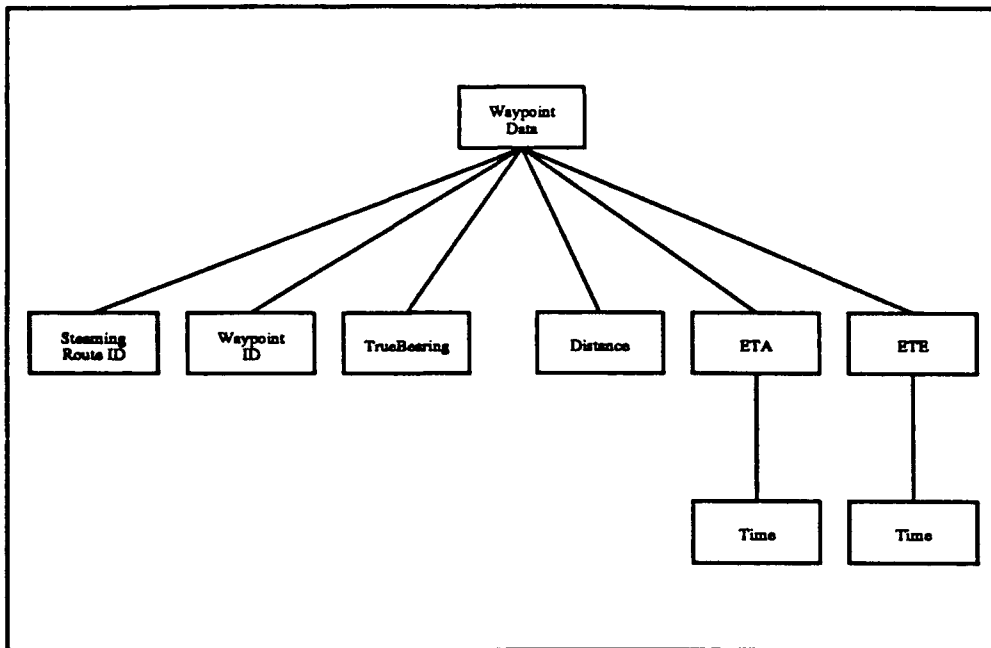 Waypoint
Data
Steaming
Route ID
Waypoint
ID
TrueBearing
Distance
ETA
ETE
Time
Time